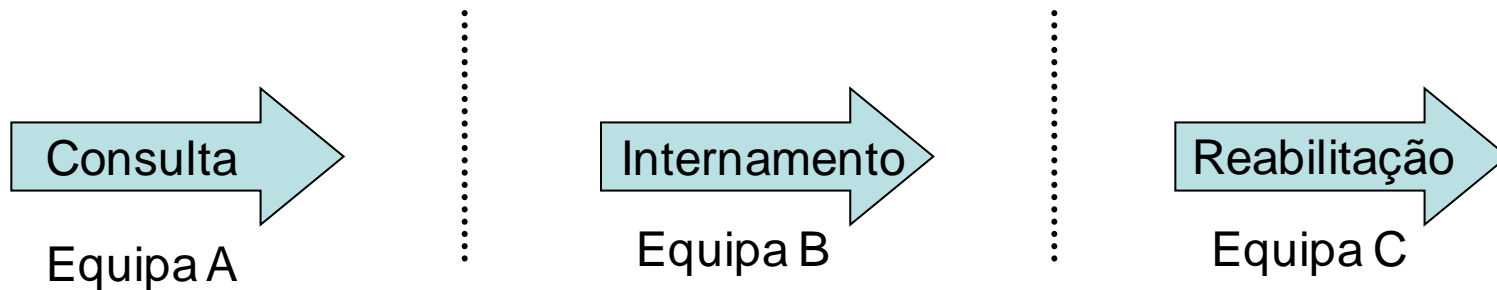 Consulta
Internamento
Reabilitação
Equipa A
Equipa B
Equipa C